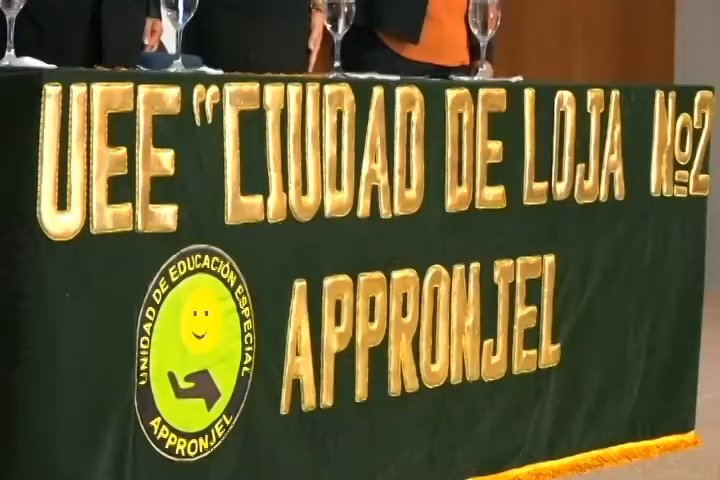 UEE "CIUDAD DE LOJA Nº2
APPRONJEL
UNIDAD DE EDUCACIÓN ESPECIAL
APPRONJEL